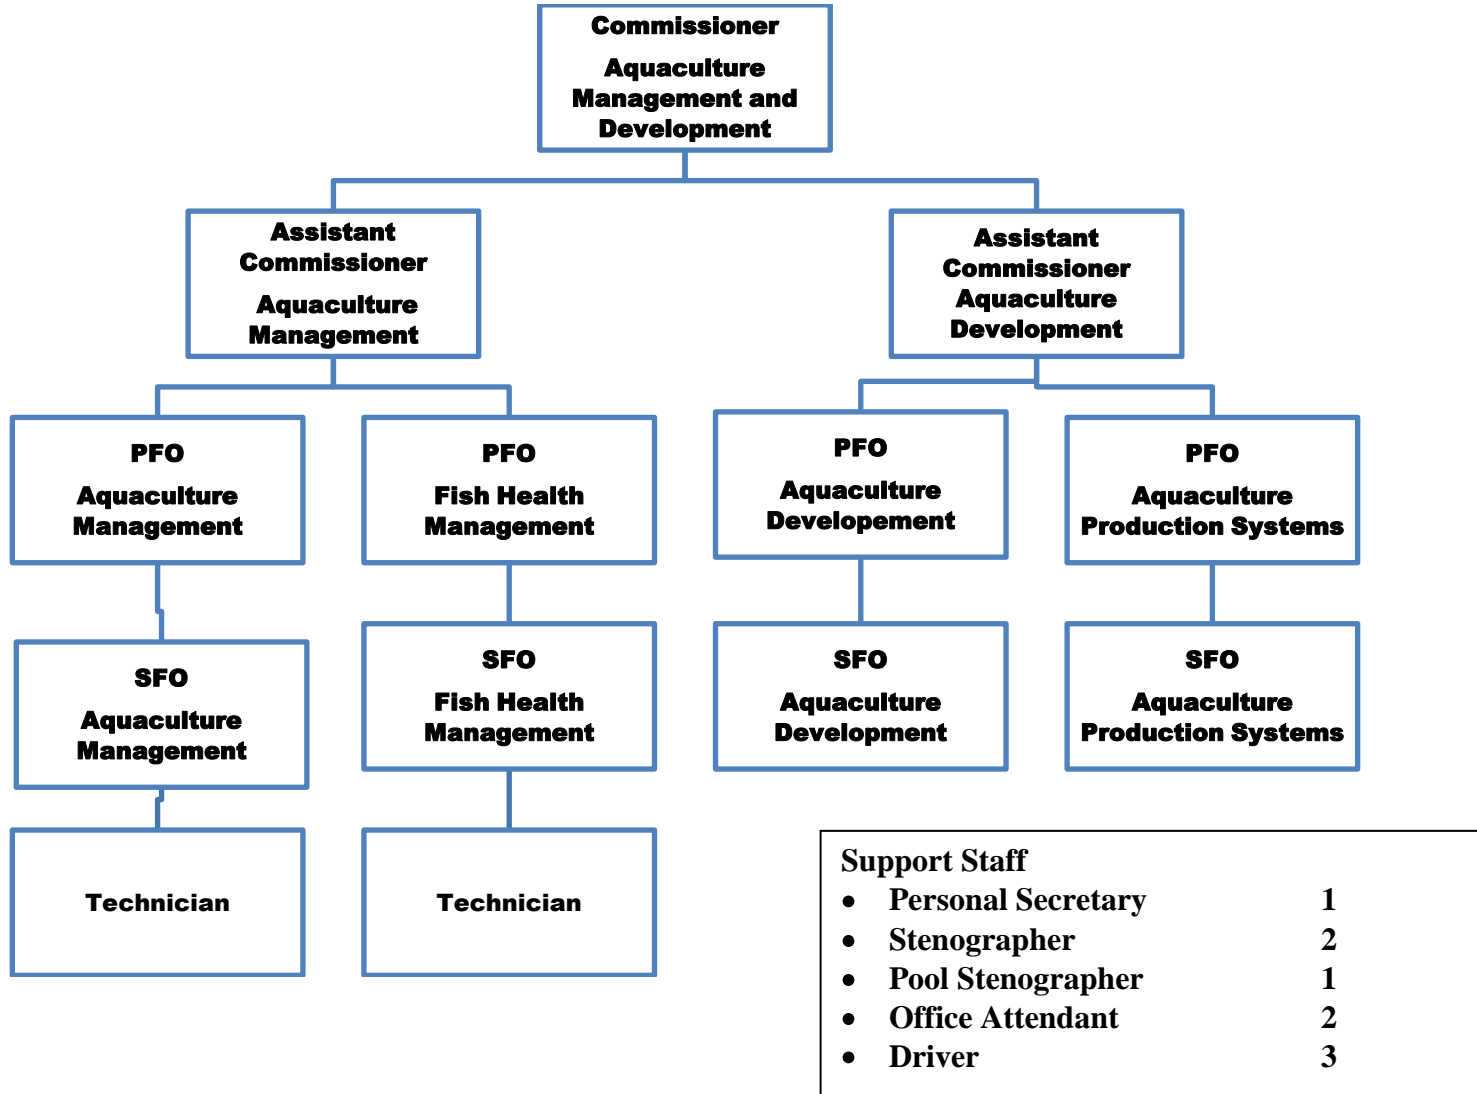 Commissioner
Aquaculture
Management and
Development
Assistant
Commissioner
Aquaculture
Management
Assistant
Commissioner
Aquaculture
Development
PFO
Aquaculture
Management
PFO
Fish Health
Management
PFO
Aquaculture
Developement
PFO
Aquaculture
Production Systems
SFO
Aquaculture
Management
SFO
Fish Health
Management
SFO
Aquaculture
Development
SFO
Aquaculture
Production Systems
Technician
Technician
Support Staff
• Personal Secretary 1
• Stenographer 2
• Pool Stenographer 1
• Office Attendant 2
• Driver 3